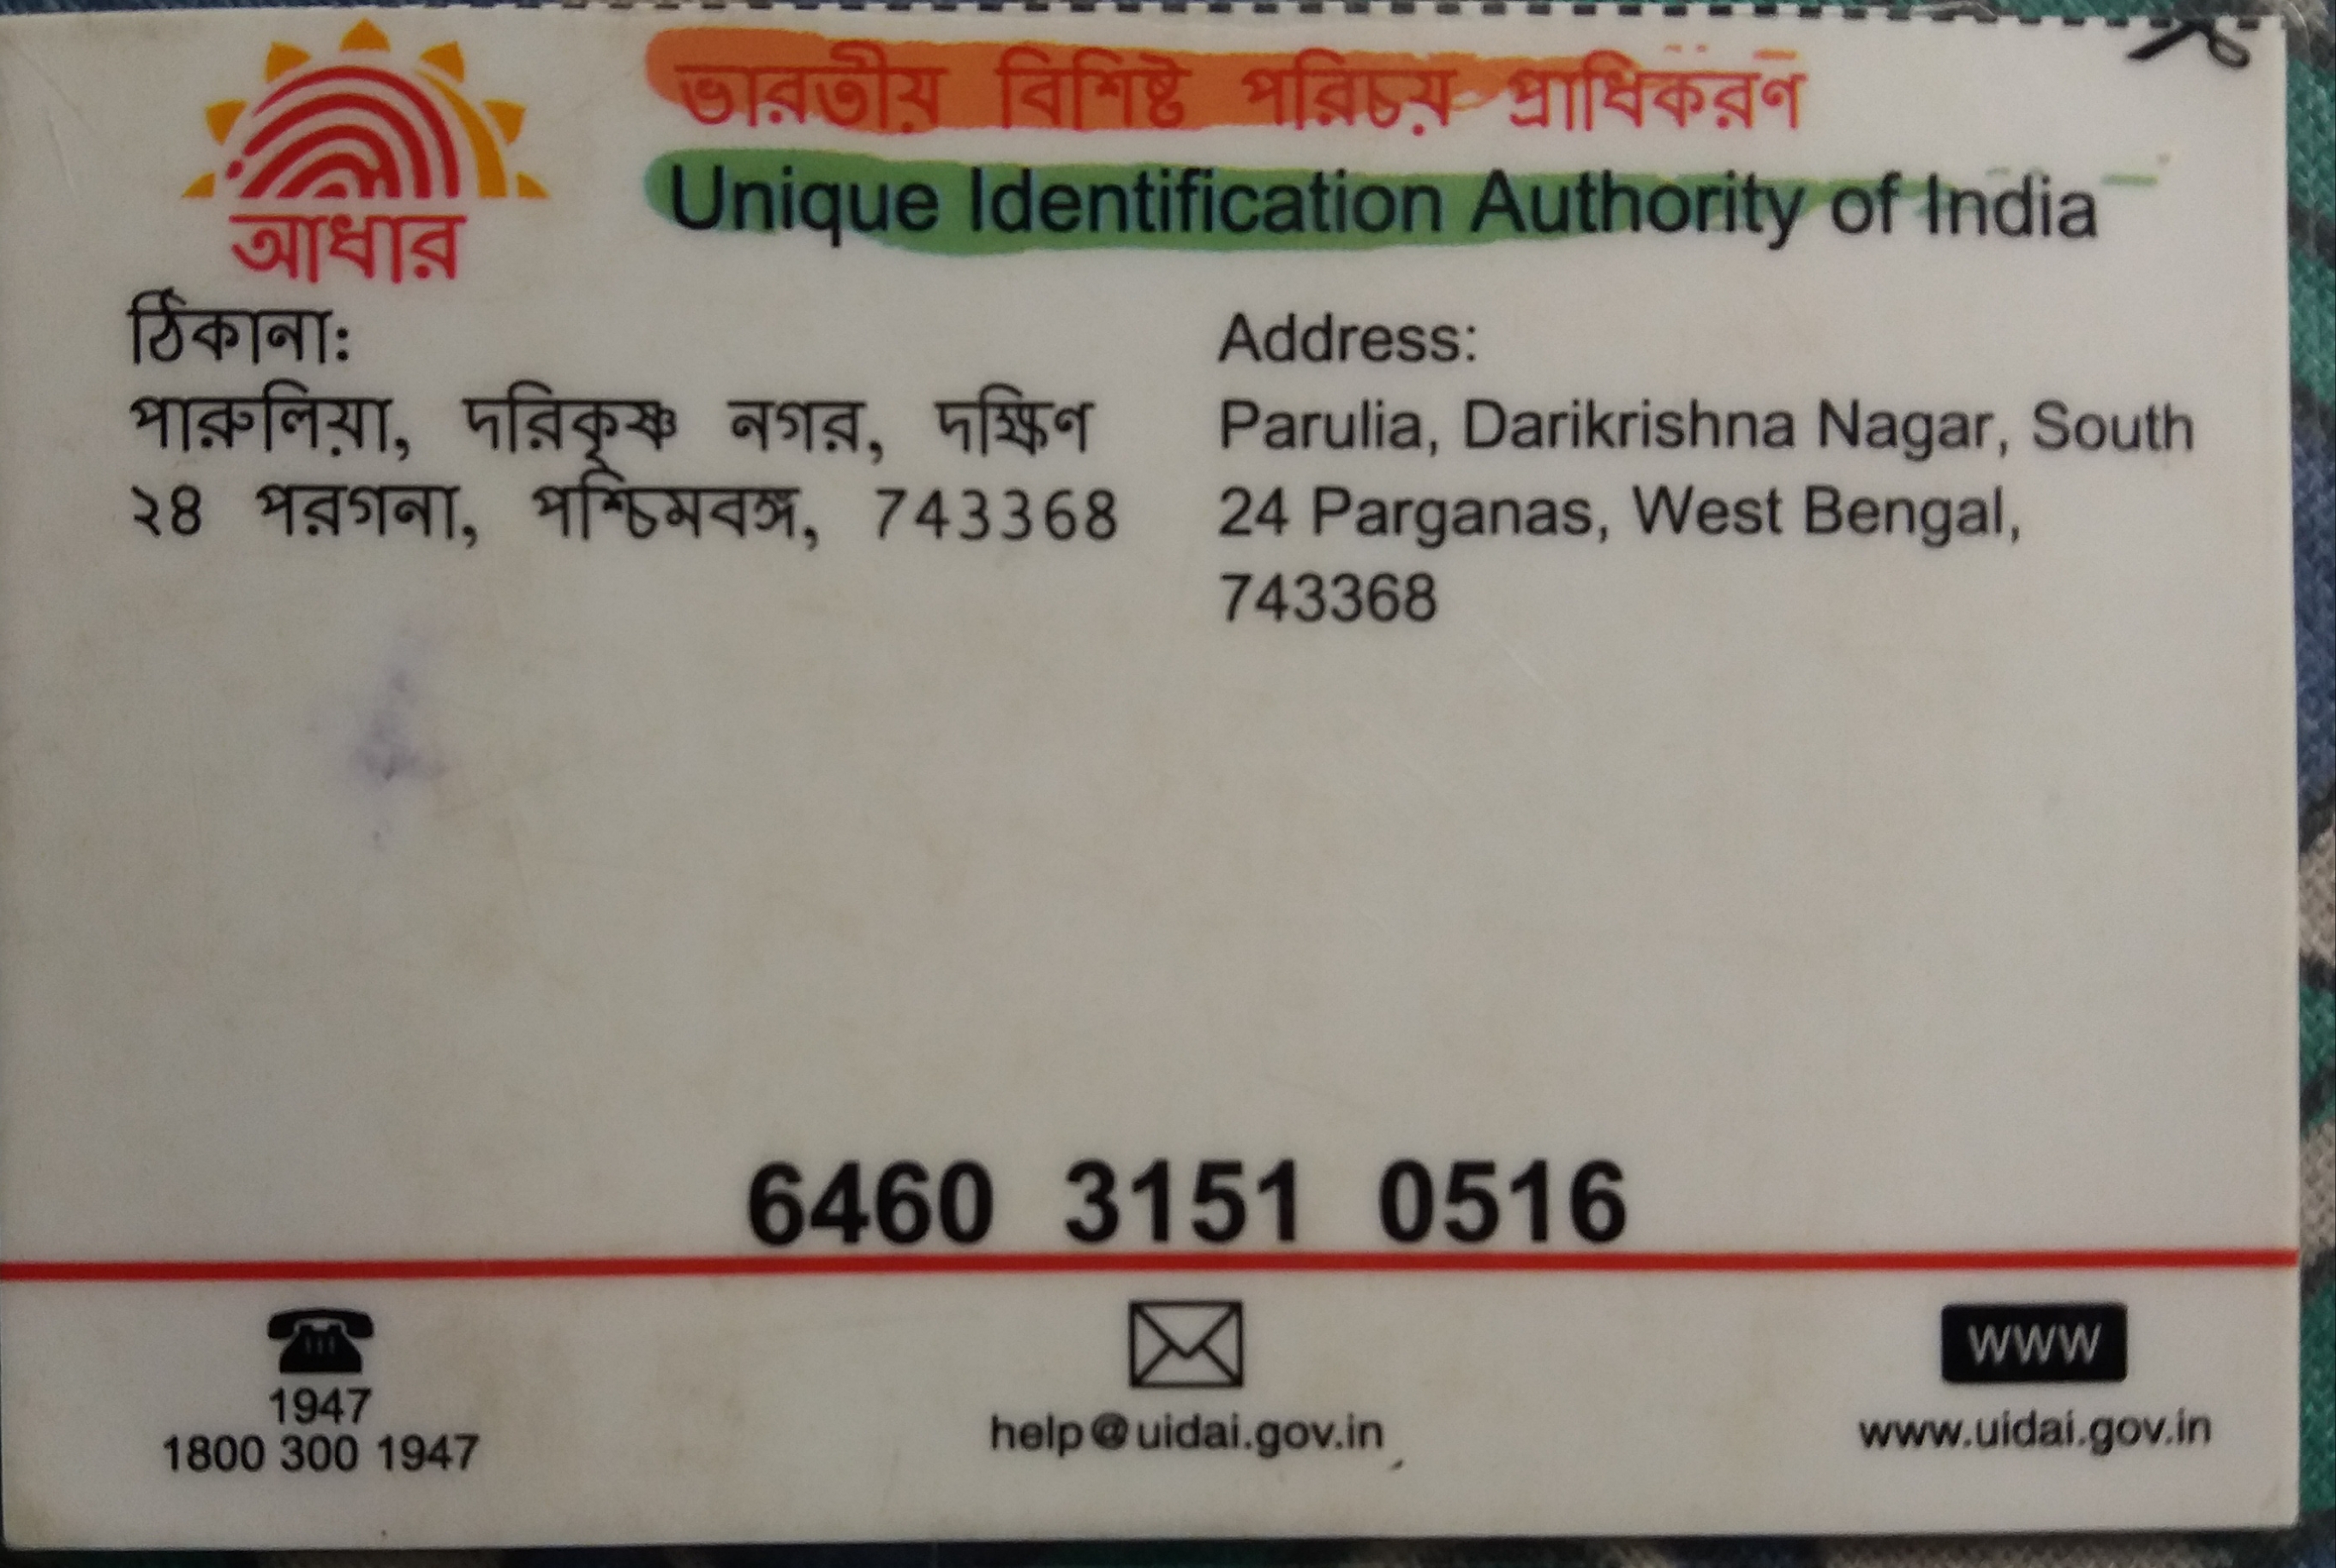 ভারতীয় বিশিষ্ট পরিচয় প্রাধিকরণ
Unique Identification Authority of India
আধার
ঠিকানা:
পারুলিয়া, দরিকৃষ্ণ নগর, দক্ষিণ
২৪ পরগনা, পশ্চিমবঙ্গ, 743368
Address:
Parulia, Darikrishna Nagar, South
24 Parganas, West Bengal,
743368
6460 3151 0516
1947
1800 300 1947
help@uidai.gov.in
WWW
www.uidai.gov.in